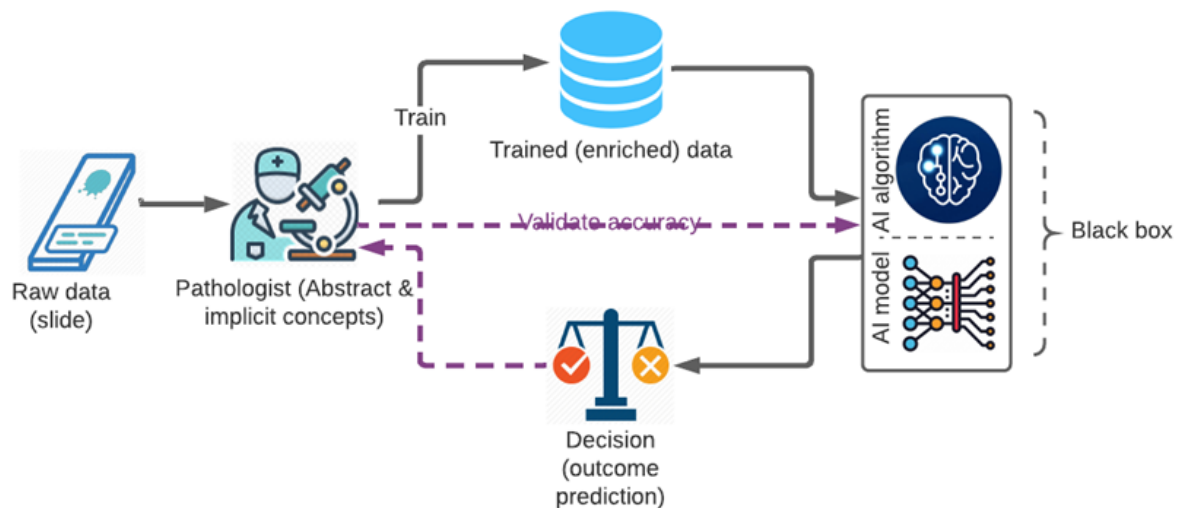 Train
Trained (enriched) data
AI algorithm
Validate accuracy
Black box
AI model
Raw data
(slide)
Pathologist (Abstract &
implicit concepts)
Decision
(outcome
prediction)